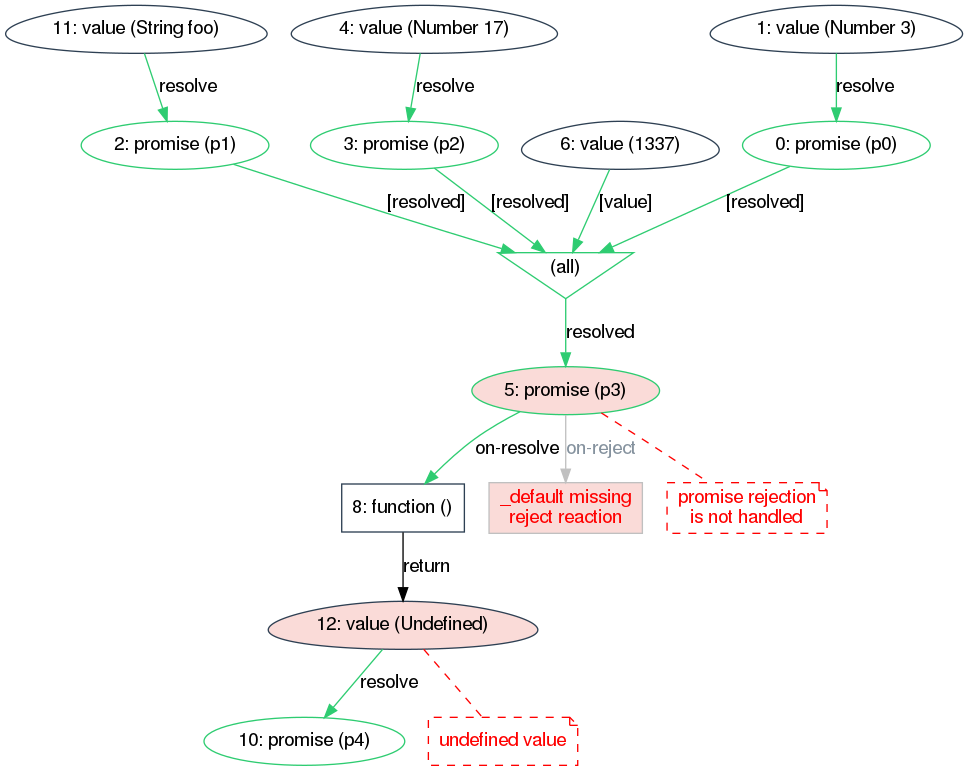 11: value (String foo)
4: value (Number 17)
1: value (Number 3)
resolve
resolve
resolve
2: promise (p1)
3: promise (p2)
6: value (1337)
0: promise (p0)
[resolved]
[resolved]
[value]
[resolved]
(all)
resolved
5: promise (p3)
on-resolve
on-reject
8: function ()
_default missing
reject reaction
promise rejection
is not handled
return
12: value (Undefined)
resolve
10: promise (p4)
undefined value